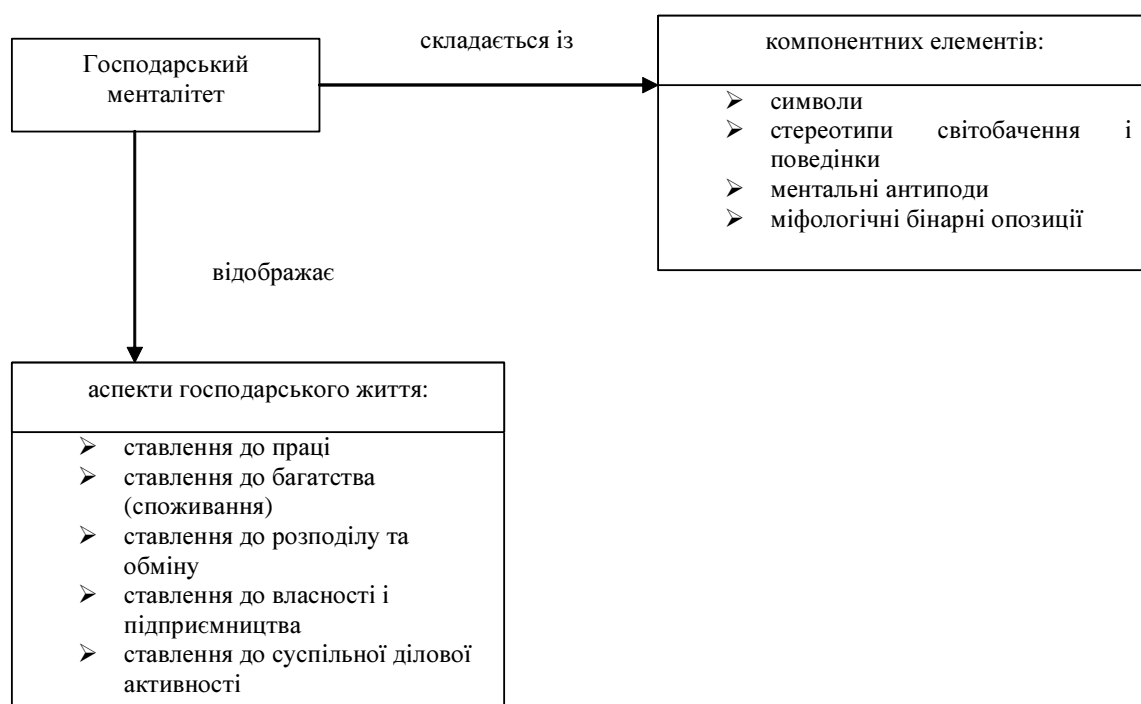 Господарський
менталітет
складається із
компонентних елементів:
➢ символи
➢ стереотипи світобачення і
поведінки
➢ ментальні антиподи
➢ міфологічні бінарні опозиції
відображає
аспекти господарського життя:
➢ ставлення до праці
➢ ставлення до багатства
(споживання)
➢ ставлення до розподілу та
обміну
➢ ставлення до власності і
підприємництва
➢ ставлення до суспільної ділової
активності